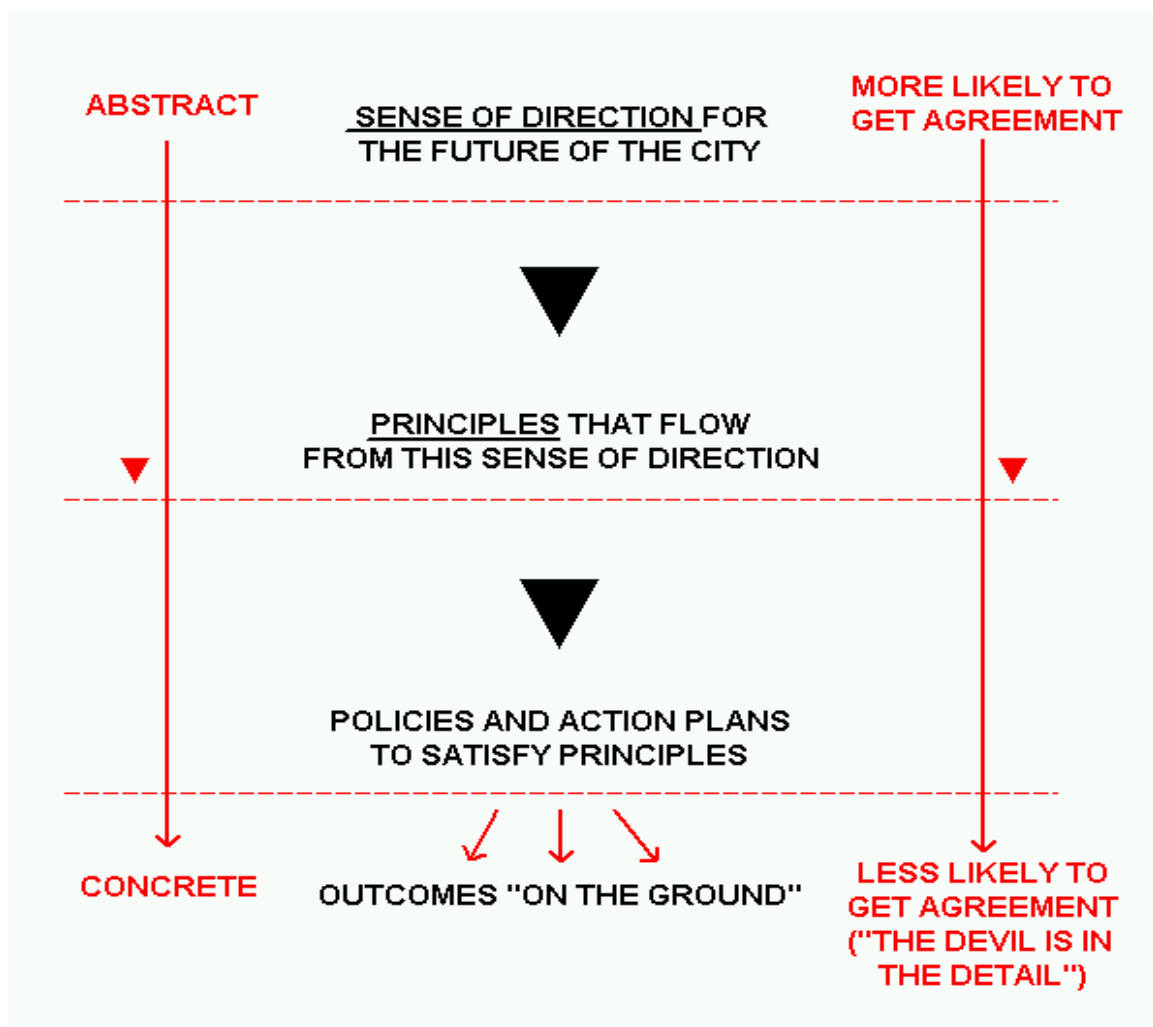 ABSTRACT
SENSE OF DIRECTION FOR
THE FUTURE OF THE CITY
MORE LIKELY TO
GET AGREEMENT
PRINCIPLES THAT FLOW
FROM THIS SENSE OF DIRECTION
POLICIES AND ACTION PLANS
TO SATISFY PRINCIPLES
CONCRETE
OUTCOMES "ON THE GROUND"
LESS LIKELY TO
GET AGREEMENT
("THE DEVIL IS IN
THE DETAIL")